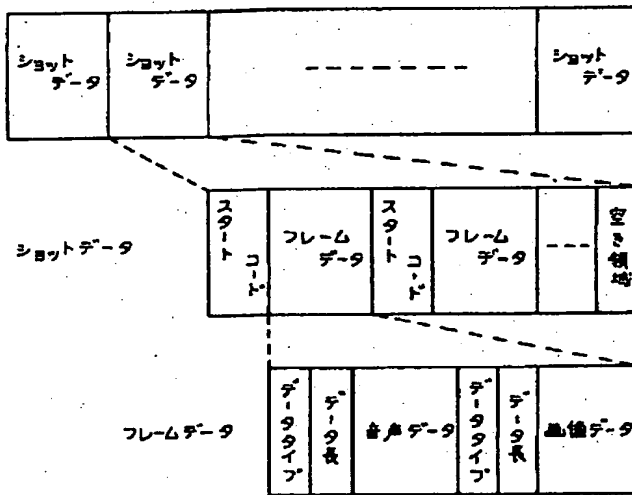 ショット
データ
ショット
データ
ショット
データ
ショットデータ
スタート
コード
フレーム
データ
スタート
コード
フレーム
データ
空き領域
フレームデータ
データタイプ
データ長
音声データ
データタイプ
データ長
画像データ